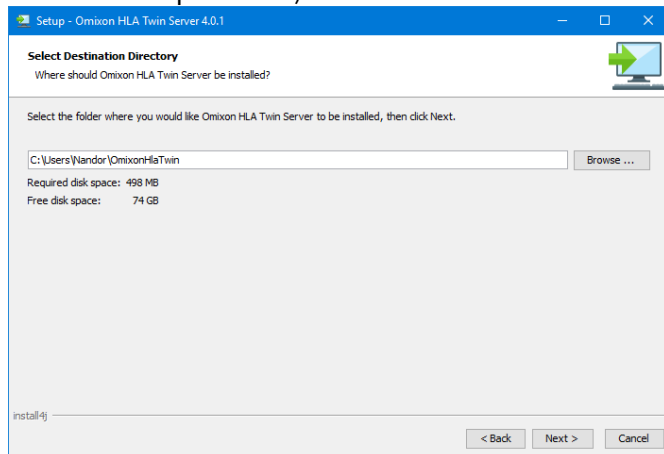 Setup - Omixon HLA Twin Server 4.0.1
Select Destination Directory
Where should Omixon HLA Twin Server be installed?
Select the folder where you would like Omixon HLA Twin Server to be installed, then click Next.
C:\Users\Nandor\OmixonHlaTwin
Browse ...
Required disk space: 498 MB
Free disk space: 74 GB
install4j
< Back
Next >
Cancel